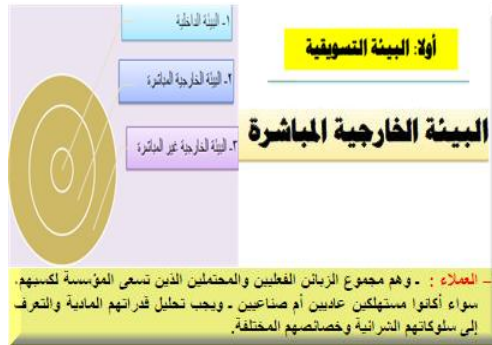 أولا: البيئة التسويقية
البيئة الخارجية المباشرة
١- البيئة الداخلية
٢- البيئة الخارجية المباشرة
٣- البيئة الخارجية غير المباشرة
– العملاء : - وهم مجموع الزبائن الفعليين والمحتملين الذين تسعى المؤسسة لكسبهم،
سواء أكانوا مستهلكين عاديين أم صناعيين - ويجب تحليل قدراتهم المادية والتعرف
إلى سلوكاتهم الشرائية وخصائصهم المختلفة.